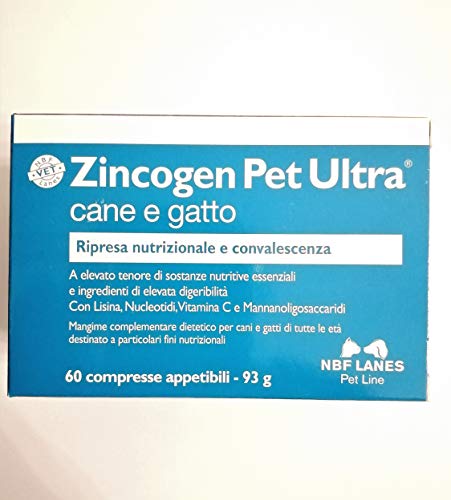 NBF
VET
Lanes
Zincogen Pet Ultra®
cane e gatto
Ripresa nutrizionale e convalescenza
A elevato tenore di sostanze nutritive essenziali
e ingredienti di elevata digeribilità
Con Lisina, Nucleotidi, Vitamina C e Mannanoligosaccaridi
Mangime complementare dietetico per cani e gatti di tutte le età
destinato a particolari fini nutrizionali
60 compresse appetibili - 93 g
NBF LANES
Pet Line